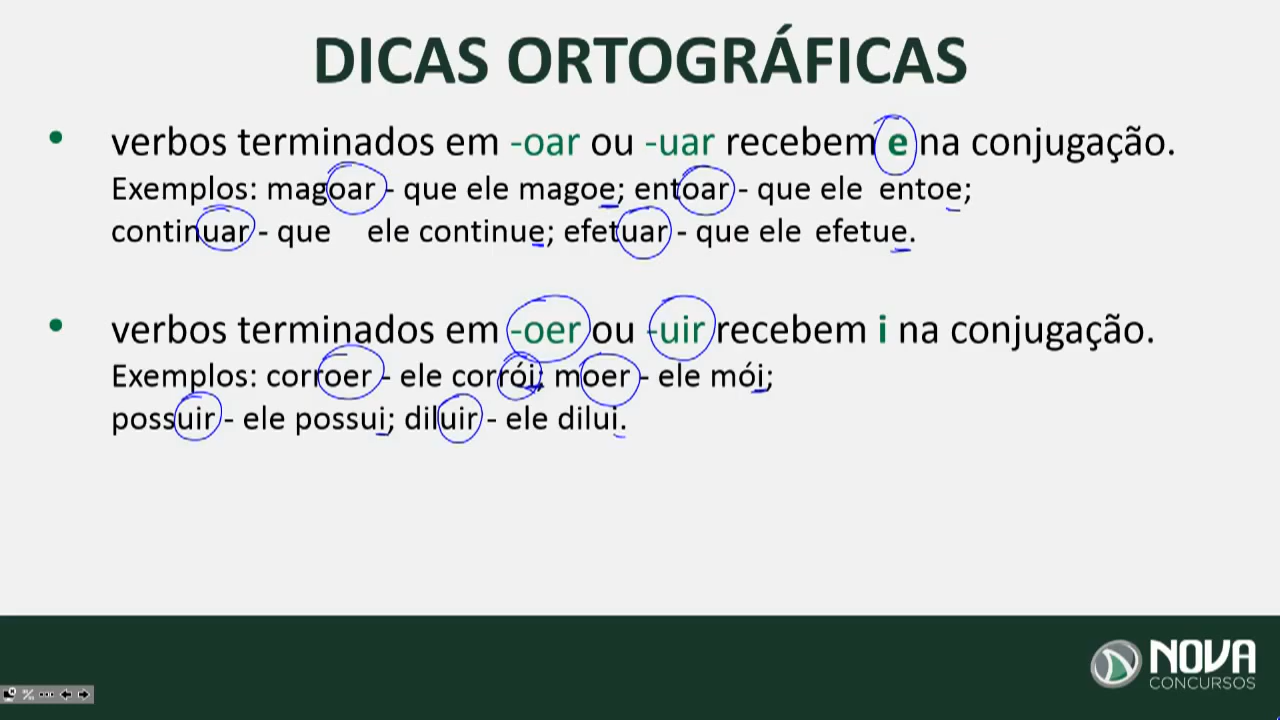 DICAS ORTOGRÁFICAS
• verbos terminados em -oar ou -uar recebem e na conjugação.
Exemplos: magoar - que ele magoe; entoar - que ele entoe;
continuar - que ele continue; efetuar - que ele efetue.
• verbos terminados em -oer ou -uir recebem i na conjugação.
Exemplos: corroer - ele corrói; moer - ele mói;
possuir - ele possui; diluir - ele dilui.
NOVA
CONCURSOS